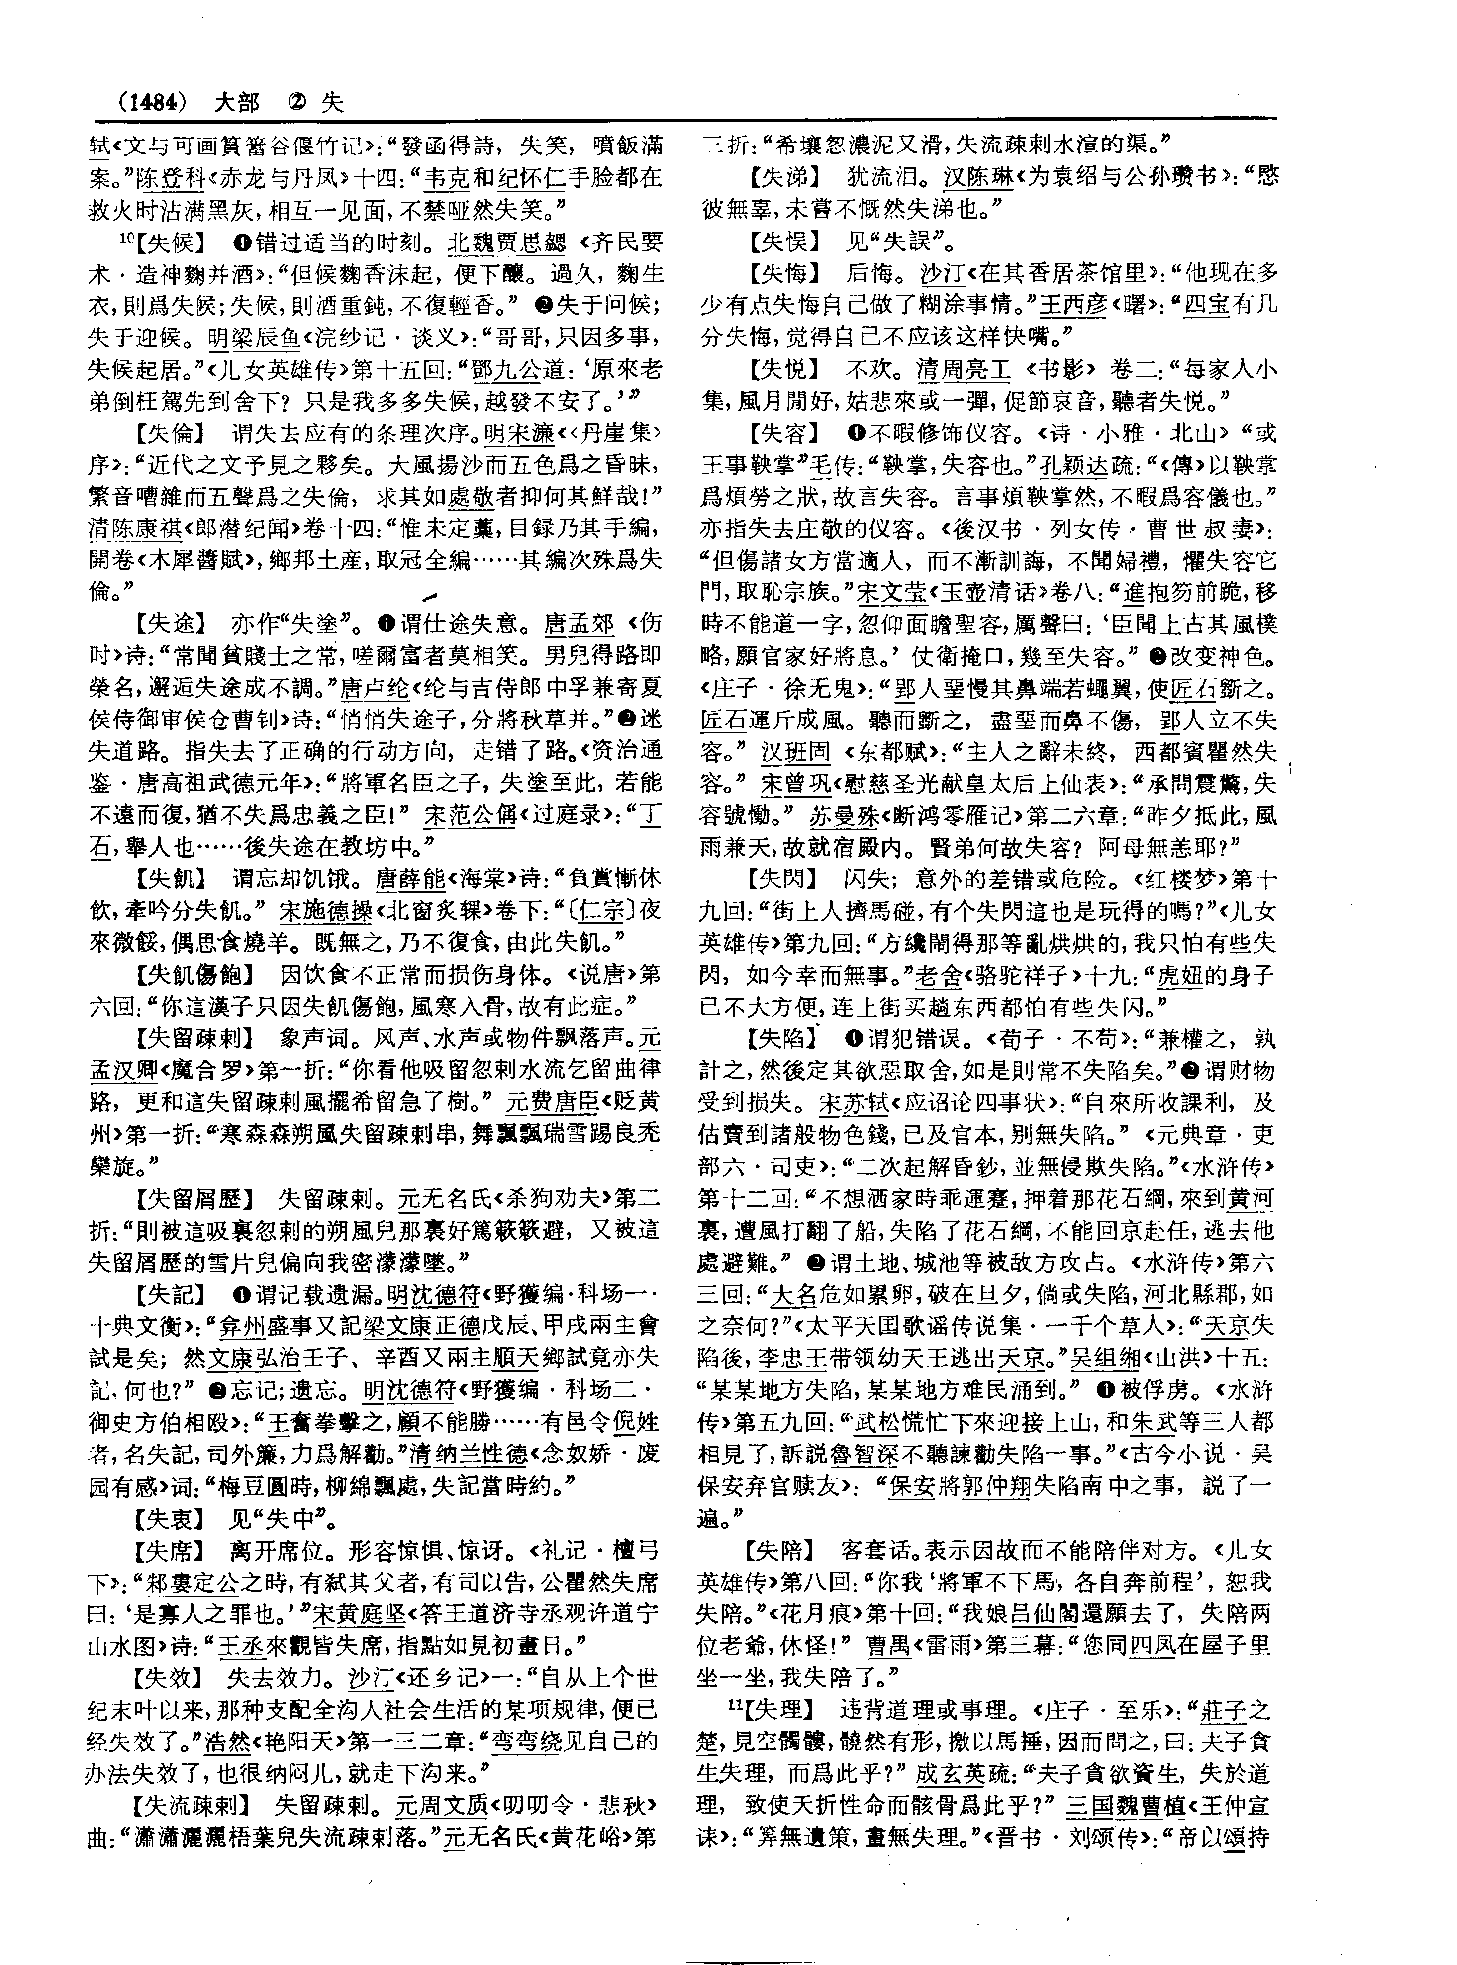 (1484) 大部 ② 失
轼《文与可画筼筜谷偃竹记》：“發函得詩，失笑，噴飯滿
案。”陈登科《赤龙与丹凤》十四：“韦克和纪怀仁手脸都在
救火时沾满黑灰，相互一见面，不禁哑然失笑。”
10【失候】 ❶错过适当的时刻。北魏贾思勰《齐民要
术·造神麴并酒》：“但候麴香沫起，便下釀。過久，麴生
衣，則爲失候；失候，則酒重鈍，不復輕香。” ❷失于问候；
失于迎候。明梁辰鱼《浣纱记·谈义》：“哥哥，只因多事，
失候起居。”《儿女英雄传》第十五回：“鄧九公道：‘原來老
弟倒枉駕先到舍下？只是我多多失候，越發不安了。’”
【失倫】 谓失去应有的条理次序。明宋濂《〈丹崖集〉
序》：“近代之文予見之夥矣。大風揚沙而五色爲之昏昧，
繁音嘈雜而五聲爲之失倫，求其如處敬者抑何其鮮哉！”
清陈康祺《郎潜纪闻》卷十四：“惟未定藁，目録乃其手編，
開卷《木犀醬賦》，鄉邦土産，取冠全編……其編次殊爲失
倫。”
【失途】 亦作“失塗”。❶谓仕途失意。唐孟郊《伤
时》诗：“常聞貧賤士之常，嗟爾富者莫相笑。男兒得路即
榮名，邂逅失途成不調。”唐卢纶《纶与吉侍郎中孚兼寄夏
侯侍御审侯仓曹钊》诗：“悄悄失途子，分將秋草并。”❷迷
失道路。指失去了正确的行动方向，走错了路。《资治通
鉴·唐高祖武德元年》：“將軍名臣之子，失塗至此，若能
不遠而復，猶不失爲忠義之臣！” 宋范公偁《过庭录》：“丁
石，舉人也……後失途在教坊中。”
【失飢】 谓忘却饥饿。唐薛能《海棠》诗：“負賞慚休
飲，牽吟分失飢。” 宋施德操《北窗炙輠》卷下：“〔仁宗〕夜
來微餒，偶思食燒羊。既無之，乃不復食，由此失飢。”
【失飢傷飽】 因饮食不正常而损伤身体。《说唐》第
六回：“你這漢子只因失飢傷飽，風寒入骨，故有此症。”
【失留疎剌】 象声词。风声、水声或物件飘落声。元
孟汉卿《魔合罗》第一折：“你看他吸留忽剌水流乞留曲律
路，更和這失留疎剌風擺希留急了樹。” 元费唐臣《贬黄
州》第一折：“寒森森朔風失留疎剌串，舞飄飄瑞雪踢良禿
欒旋。”
【失留屑歷】 失留疎剌。元无名氏《杀狗劝夫》第二
折：“則被這吸裏忽剌的朔風兒那裏好篤簌簌避，又被這
失留屑歷的雪片兒偏向我密濛濛墜。”
【失記】 ❶谓记载遗漏。明沈德符《野獲编·科场一·
十典文衡》：“弇州盛事又記梁文康正德戊辰、甲戌兩主會
試是矣；然文康弘治壬子、辛酉又兩主順天鄉試竟亦失
記，何也？” ❷忘记；遗忘。明沈德符《野獲编·科场二·
御史方伯相殴》：“王奮拳擊之，顧不能勝……有邑令倪姓
者，名失記，司外簾，力爲解勸。”清纳兰性德《念奴娇·废
园有感》词：“梅豆圓時，柳綿飄處，失記當時約。”
【失衷】 见“失中”。
【失席】 离开席位。形容惊惧、惊讶。《礼记·檀弓
下》：“邾婁定公之時，有弑其父者，有司以告，公瞿然失席
曰：‘是寡人之罪也。’”宋黄庭坚《答王道济寺丞观许道宁
山水图》诗：“王丞來觀皆失席，指點如見初畫日。”
【失效】 失去效力。沙汀《还乡记》一：“自从上个世
纪末叶以来，那种支配全沟人社会生活的某项规律，便已
经失效了。”浩然《艳阳天》第一三二章：“弯弯绕见自己的
办法失效了，也很纳闷儿，就走下沟来。”
【失流疎剌】 失留疎剌。元周文质《叨叨令·悲秋》
曲：“瀟瀟灑灑梧葉兒失流疎剌落。”元无名氏《黄花峪》第
三折：“希壤忽濃泥又滑，失流疎剌水渲的渠。”
【失涕】 犹流泪。汉陈琳《为袁绍与公孙瓒书》：“愍
彼無辜，未嘗不慨然失涕也。”
【失悮】 见“失誤”。
【失悔】 后悔。沙汀《在其香居茶馆里》：“他现在多
少有点失悔自己做了糊涂事情。”王西彦《曙》：“四宝有几
分失悔，觉得自己不应该这样快嘴。”
【失悦】 不欢。清周亮工《书影》卷二：“每家人小
集，風月閒好，姑悲來或一彈，促節哀音，聽者失悦。”
【失容】 ❶不暇修饰仪容。《诗·小雅·北山》“或
王事鞅掌”毛传：“鞅掌，失容也。”孔颖达疏：“《傳》以鞅掌
爲煩勞之狀，故言失容。言事煩鞅掌然，不暇爲容儀也。”
亦指失去庄敬的仪容。《後汉书·列女传·曹世叔妻》：
“但傷諸女方當適人，而不漸訓誨，不聞婦禮，懼失容它
門，取恥宗族。”宋文莹《玉壶清话》卷八：“進抱笏前跪，移
時不能道一字，忽仰面瞻聖容，厲聲曰：‘臣聞上古其風樸
略，願官家好將息。’仗衛掩口，幾至失容。” ❷改变神色。
《庄子·徐无鬼》：“郢人堊慢其鼻端若蠅翼，使匠石斲之。
匠石運斤成風。聽而斲之，盡堊而鼻不傷，郢人立不失
容。” 汉班固《东都赋》：“主人之辭未終，西都賓矍然失
容。” 宋曾巩《慰慈圣光献皇太后上仙表》：“承問震驚，失
容號慟。” 苏曼殊《断鸿零雁记》第二六章：“昨夕抵此，風
雨兼天，故就宿殿内。賢弟何故失容？阿母無恙耶？”
【失閃】 闪失；意外的差错或危险。《红楼梦》第十
九回：“街上人擠馬碰，有个失閃這也是玩得的嗎？”《儿女
英雄传》第九回：“方纔鬧得那等亂烘烘的，我只怕有些失
閃，如今幸而無事。”老舍《骆驼祥子》十九：“虎妞的身子
已不大方便，连上街买趟东西都怕有些失闪。”
【失陷】 ❶谓犯错误。《荀子·不苟》：“兼權之，孰
計之，然後定其欲惡取舍，如是則常不失陷矣。”❷谓财物
受到损失。宋苏轼《应诏论四事状》：“自來所收課利，及
估賣到諸般物色錢，已及官本，别無失陷。” 《元典章·吏
部六·司吏》：“二次起解昏鈔，並無侵欺失陷。”《水浒传》
第十二回：“不想洒家時乖運蹇，押着那花石綱，來到黄河
裏，遭風打翻了船，失陷了花石綱，不能回京赴任，逃去他
處避難。” ❸谓土地、城池等被敌方攻占。《水浒传》第六
三回：“大名危如累卵，破在旦夕，倘或失陷，河北縣郡，如
之奈何？”《太平天国歌谣传说集·一千个草人》：“天京失
陷後，李忠王带领幼天王逃出天京。”吴组缃《山洪》十五：
“某某地方失陷，某某地方难民涌到。” ❹被俘虏。《水浒
传》第五九回：“武松慌忙下來迎接上山，和朱武等三人都
相見了，訴説魯智深不聽諫勸失陷一事。”《古今小说·吴
保安弃官赎友》：“保安將郭仲翔失陷南中之事，説了一
遍。”
【失陪】 客套话。表示因故而不能陪伴对方。《儿女
英雄传》第八回：“你我‘將軍不下馬，各自奔前程’，恕我
失陪。”《花月痕》第十回：“我娘吕仙閣還願去了，失陪两
位老爺，休怪！” 曹禺《雷雨》第三幕：“您同四凤在屋子里
坐一坐，我失陪了。”
11【失理】 违背道理或事理。《庄子·至乐》：“莊子之
楚，見空髑髏，髐然有形，撽以馬捶，因而問之，曰：夫子貪
生失理，而爲此乎？” 成玄英疏：“夫子貪欲資生，失於道
理，致使夭折性命而骸骨爲此乎？” 三国魏曹植《王仲宣
诔》：“筭無遺策，畫無失理。”《晋书·刘颂传》：“帝以頌持